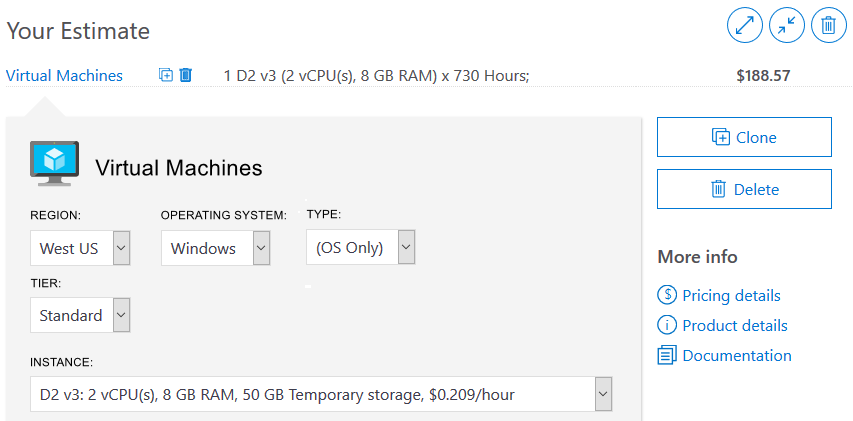 Your Estimate
Virtual Machines 1 D2 v3 (2 vCPU(s), 8 GB RAM) x 730 Hours; $188.57
Virtual Machines
REGION: OPERATING SYSTEM: TYPE:
West US Windows (OS Only)
TIER:
Standard
INSTANCE:
D2 v3: 2 vCPU(s), 8 GB RAM, 50 GB Temporary storage, $0.209/hour
Clone
Delete
More info
$ Pricing details
i Product details
Documentation